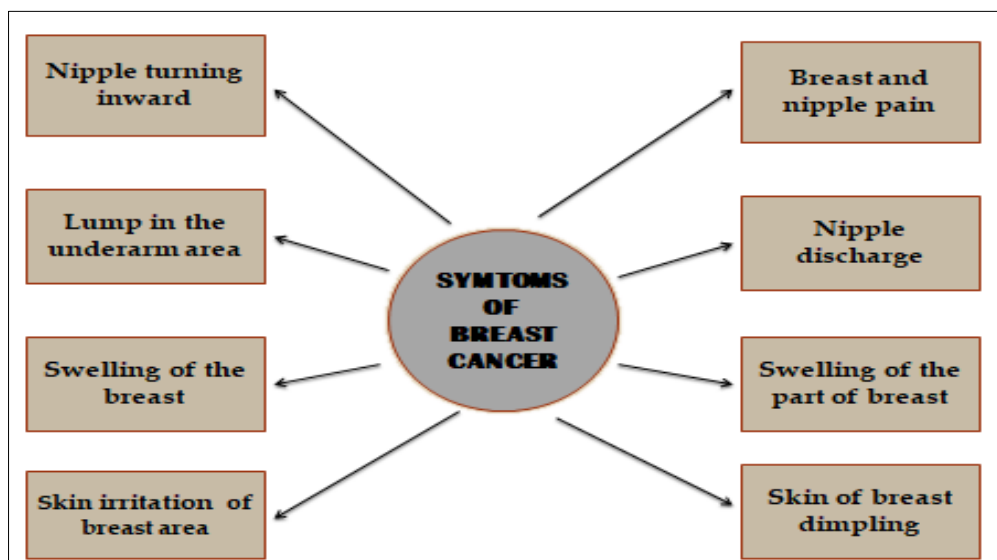 Nipple turning
inward
Breast and
nipple pain
Lump in the
underarm area
Nipple
discharge
SYMTOMS
OF
BREAST
CANCER
Swelling of the
breast
Swelling of the
part of breast
Skin irritation of
breast area
Skin of breast
dimpling